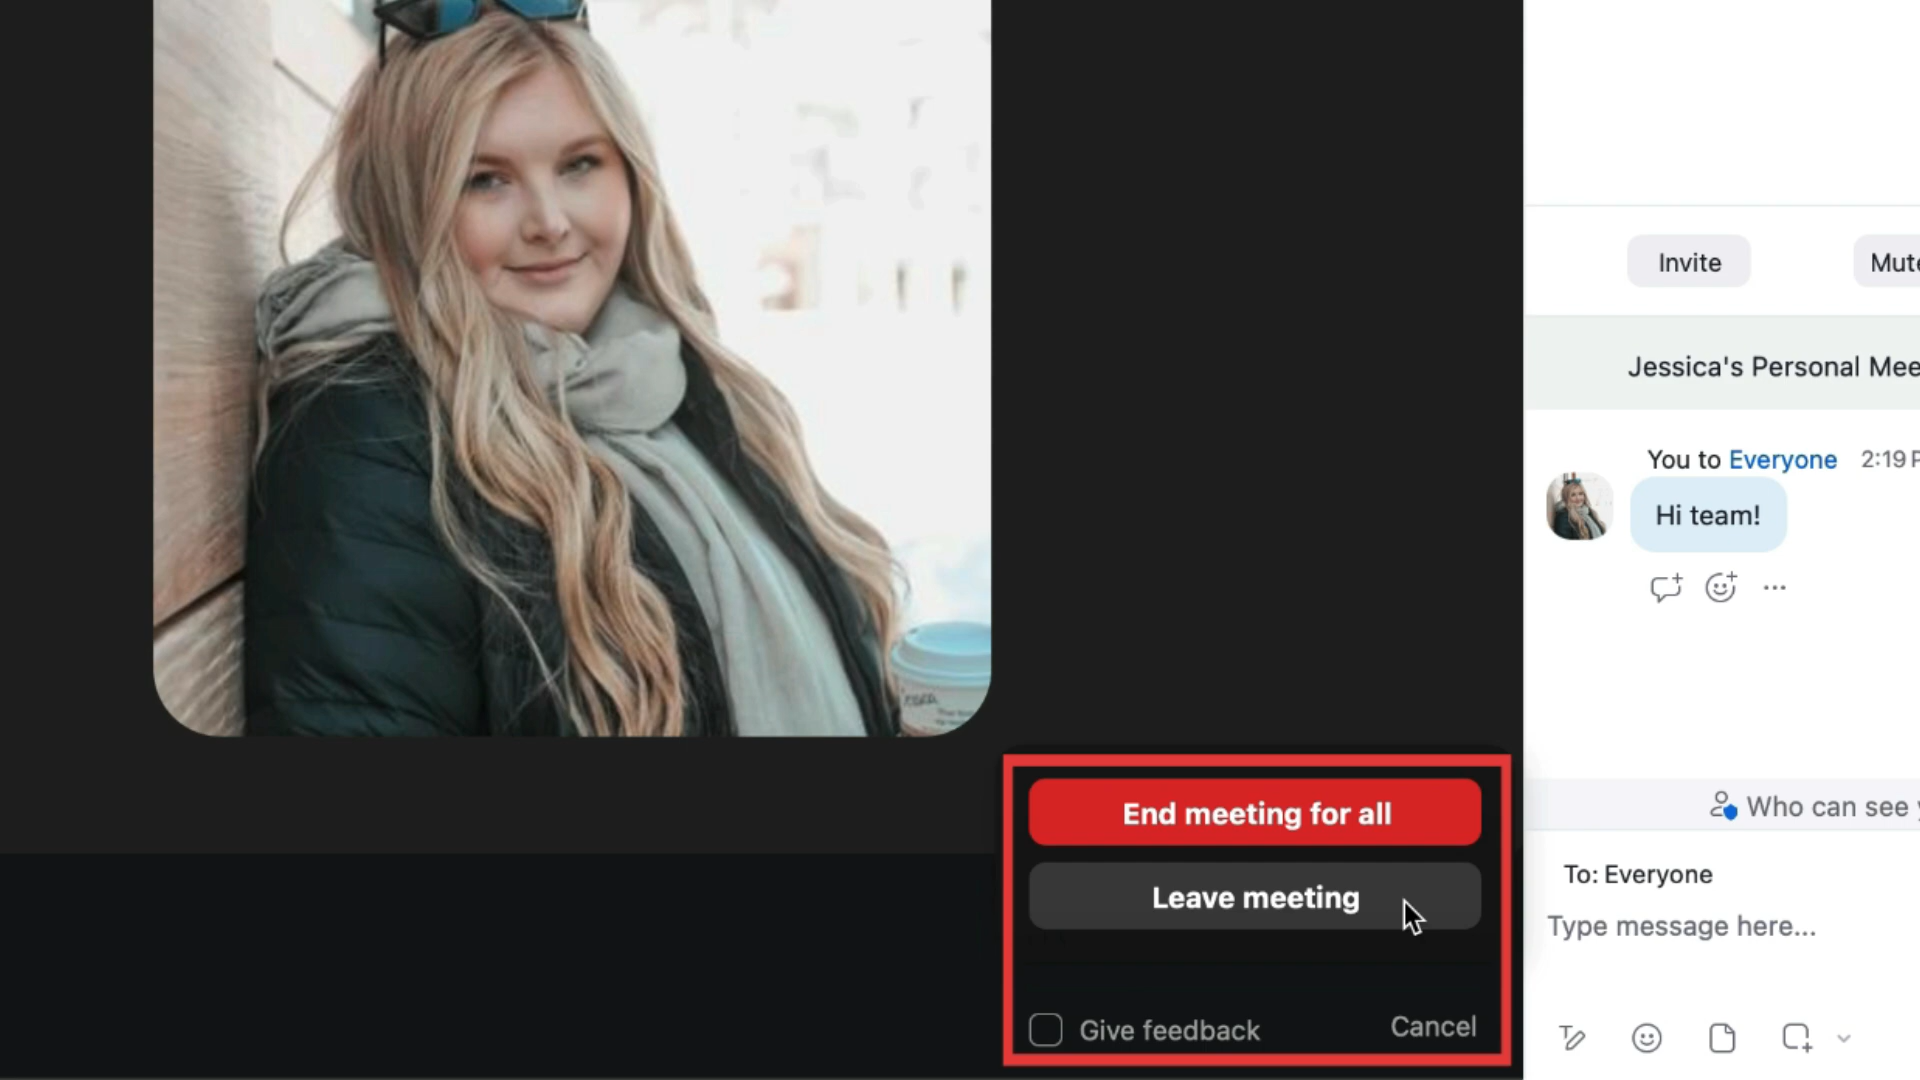 Invite
Jessica's Personal
You to Everyone
2:19
Hi team!
End meeting for all
Leave meeting
Give feedback
Cancel
Who can see
To: Everyone
Type message here...